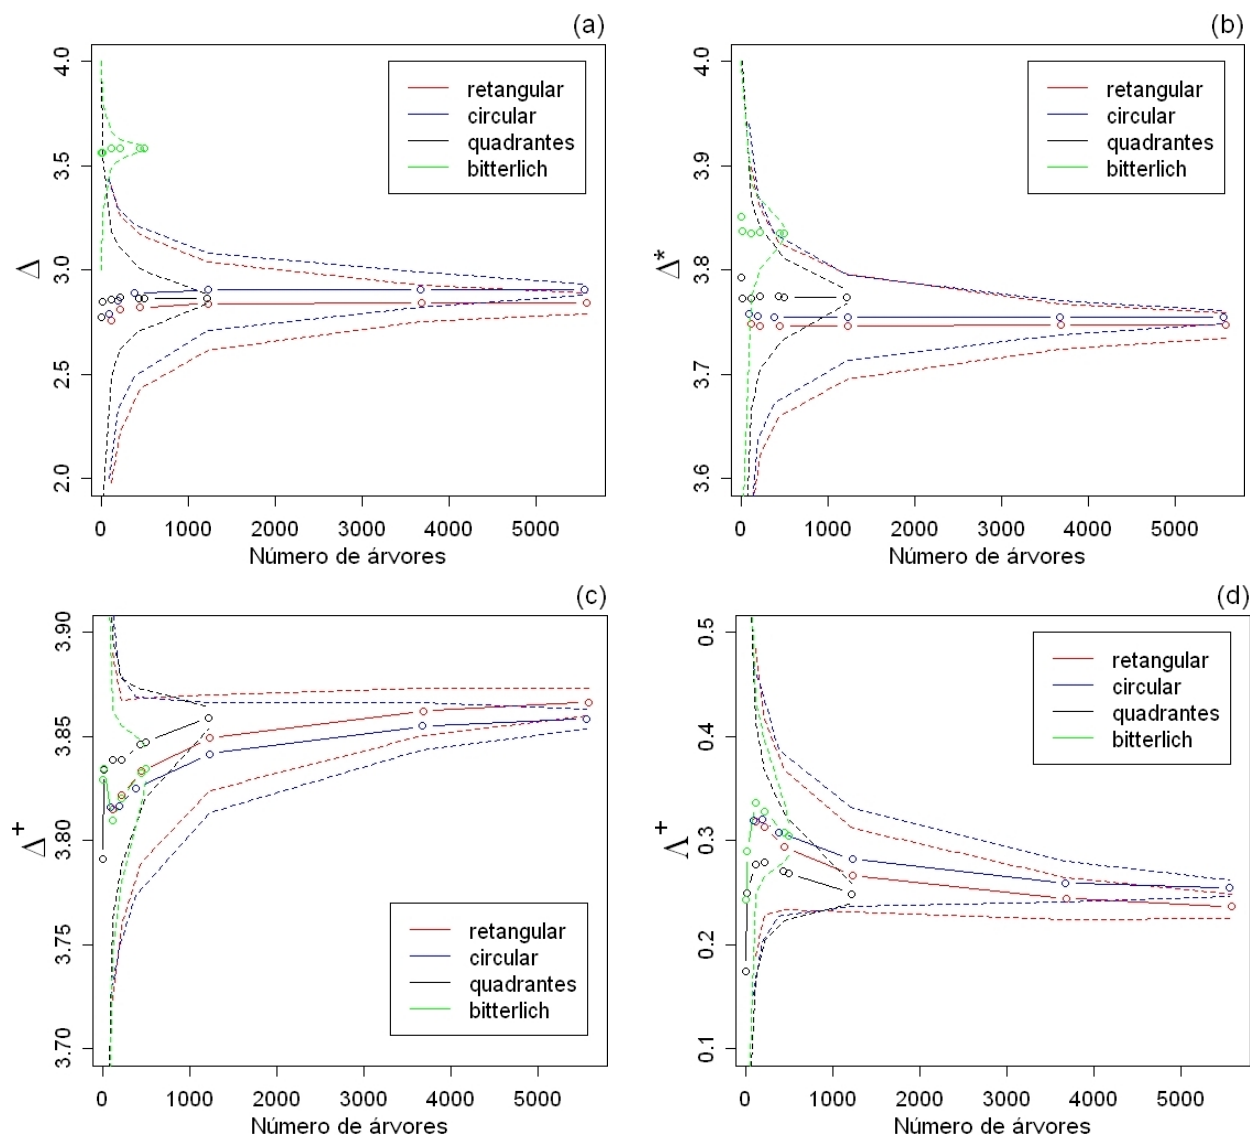 (a)
4.0
3.5
3.0
2.5
2.0
Δ
retangular
circular
quadrantes
bitterlich
0 1000 2000 3000 4000 5000
Número de árvores
(b)
4.0
3.9
3.8
3.7
3.6
Δ*
retangular
circular
quadrantes
bitterlich
0 1000 2000 3000 4000 5000
Número de árvores
(c)
3.90
3.85
3.80
3.75
3.70
Δ+
retangular
circular
quadrantes
bitterlich
0 1000 2000 3000 4000 5000
Número de árvores
(d)
0.5
0.4
0.3
0.2
0.1
Λ+
retangular
circular
quadrantes
bitterlich
0 1000 2000 3000 4000 5000
Número de árvores